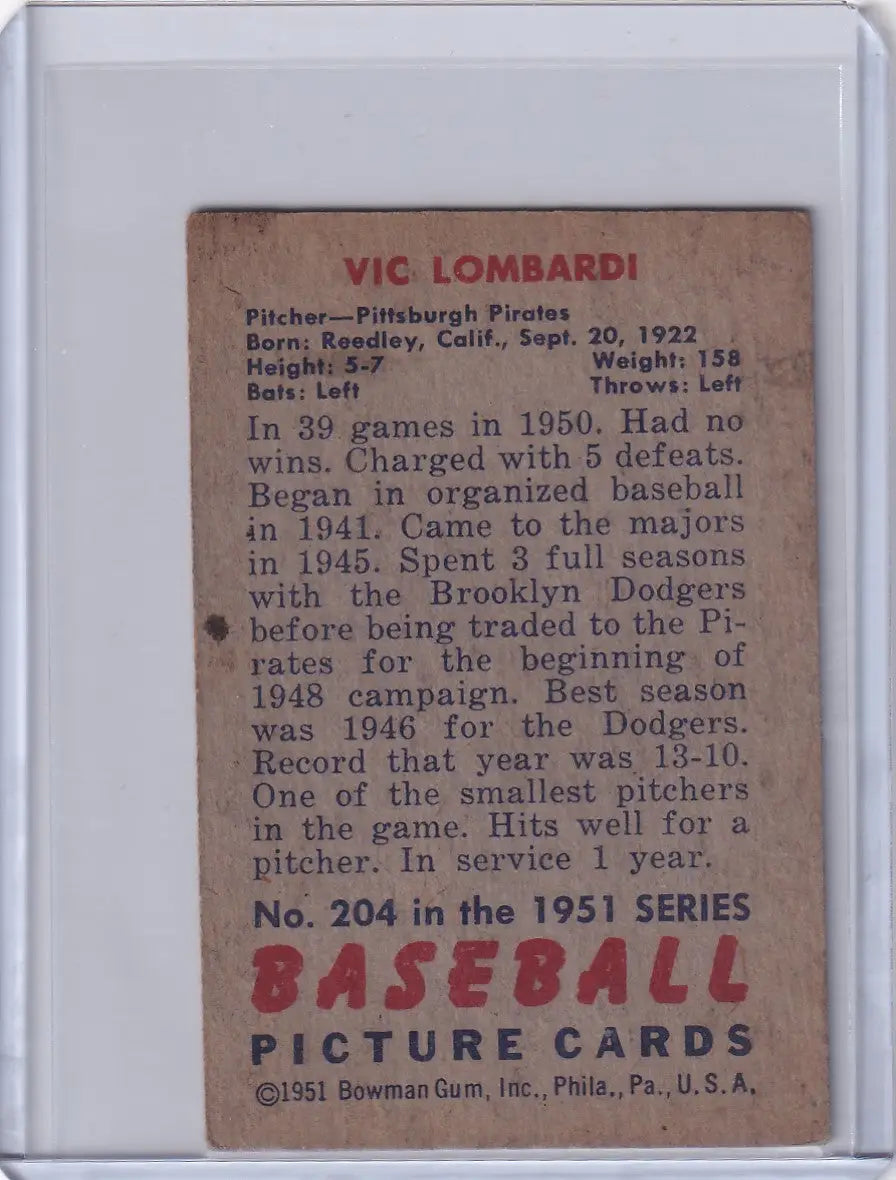 VIC LOMBARDI
Pitcher—Pittsburgh Pirates
Born: Reedley, Calif., Sept. 20, 1922
Height: 5-7 Weight: 158
Bats: Left Throws: Left
In 39 games in 1950. Had no
wins. Charged with 5 defeats.
Began in organized baseball
in 1941. Came to the majors
in 1945. Spent 3 full seasons
with the Brooklyn Dodgers
before being traded to the Pi-
rates for the beginning of
1948 campaign. Best season
was 1946 for the Dodgers.
Record that year was 13-10.
One of the smallest pitchers
in the game. Hits well for a
pitcher. In service 1 year.
No. 204 in the 1951 SERIES
BASEBALL
PICTURE CARDS
©1951 Bowman Gum, Inc., Phila., Pa., U.S.A.